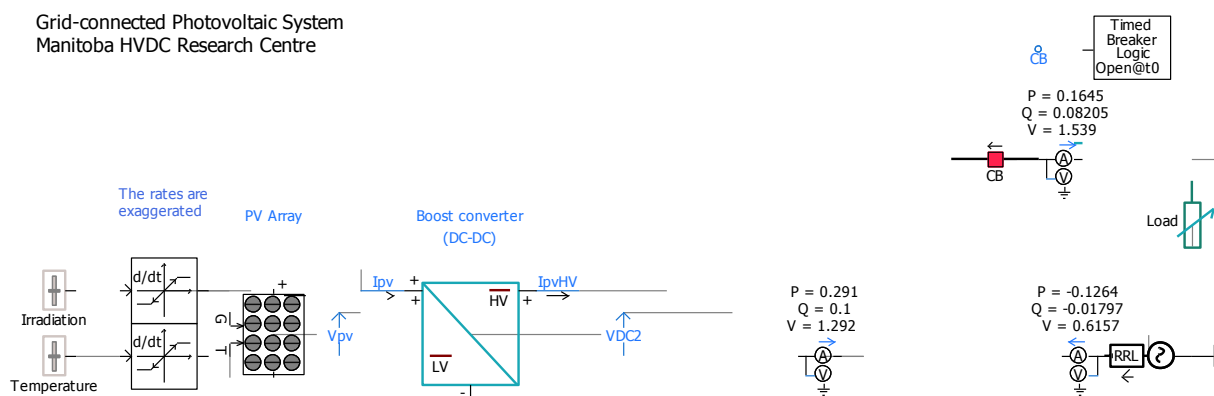 Grid-connected Photovoltaic System
Manitoba HVDC Research Centre
Timed
Breaker
Logic
Open@t0
CB
P = 0.1645
Q = 0.08205
V = 1.539
A
V
CB
The rates are
exaggerated
PV Array
Boost converter
(DC-DC)
Load
d/dt
Irradiation
d/dt
Temperature
+
G
T
Vpv
Ipv
+
+
HV
+
LV
-
IpvHV
VDC2
P = 0.291
Q = 0.1
V = 1.292
A
V
P = -0.1264
Q = -0.01797
V = 0.6157
A
V
RRL